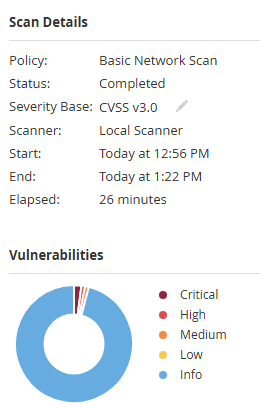 Scan Details
Policy: Basic Network Scan
Status: Completed
Severity Base: CVSS v3.0
Scanner: Local Scanner
Start: Today at 12:56 PM
End: Today at 1:22 PM
Elapsed: 26 minutes
Vulnerabilities
Critical
High
Medium
Low
Info